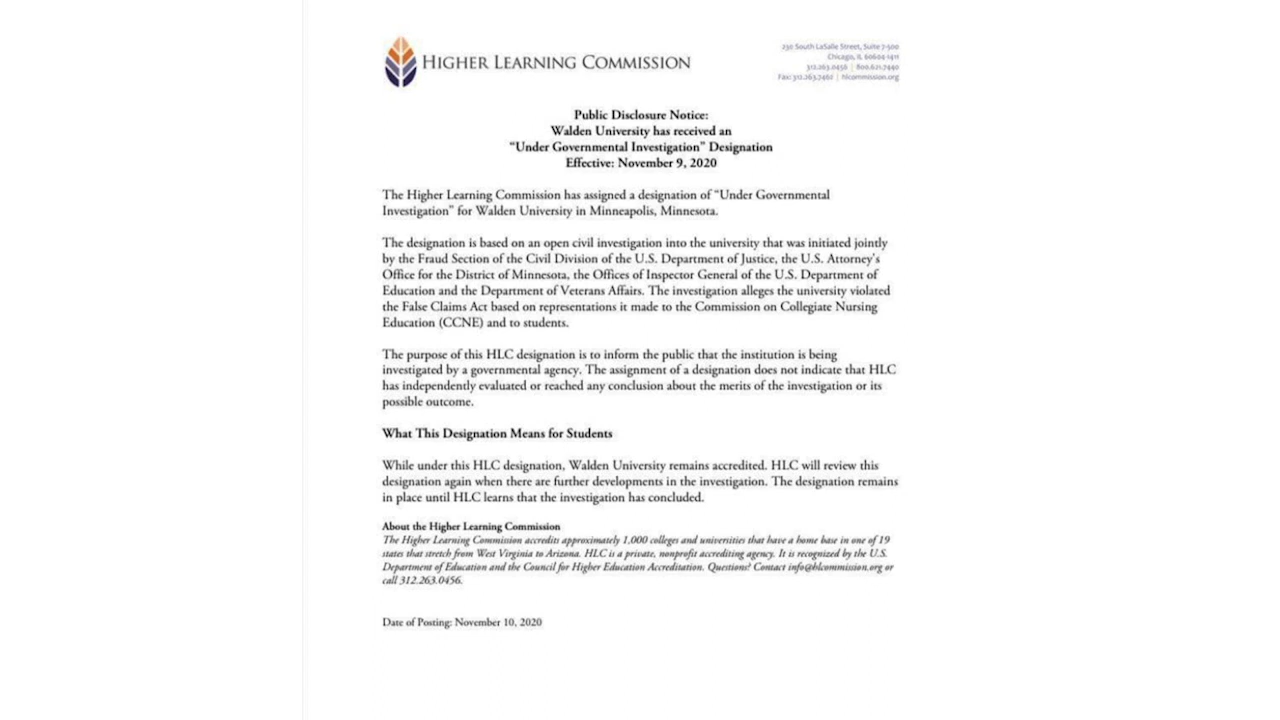 HIGHER LEARNING COMMISSION
230 South LaSalle Street, Suite 7-500
Chicago, IL 60604-1411
312.263.0456 | 800.621.7440
Fax: 312.263.7462 | hlcommission.org
Public Disclosure Notice:
Walden University has received an
“Under Governmental Investigation” Designation
Effective: November 9, 2020
The Higher Learning Commission has assigned a designation of “Under Governmental
Investigation” for Walden University in Minneapolis, Minnesota.
The designation is based on an open civil investigation into the university that was initiated jointly
by the Fraud Section of the Civil Division of the U.S. Department of Justice, the U.S. Attorney’s
Office for the District of Minnesota, the Offices of Inspector General of the U.S. Department of
Education and the Department of Veterans Affairs. The investigation alleges the university violated
the False Claims Act based on representations it made to the Commission on Collegiate Nursing
Education (CCNE) and to students.
The purpose of this HLC designation is to inform the public that the institution is being
investigated by a governmental agency. The assignment of a designation does not indicate that HLC
has independently evaluated or reached any conclusion about the merits of the investigation or its
possible outcome.
What This Designation Means for Students
While under this HLC designation, Walden University remains accredited. HLC will review this
designation again when there are further developments in the investigation. The designation remains
in place until HLC learns that the investigation has concluded.
About the Higher Learning Commission
The Higher Learning Commission accredits approximately 1,000 colleges and universities that have a home base in one of 19
states that stretch from West Virginia to Arizona. HLC is a private, nonprofit accrediting agency. It is recognized by the U.S.
Department of Education and the Council for Higher Education Accreditation. Questions? Contact info@hlcommission.org or
call 312.263.0456.
Date of Posting: November 10, 2020